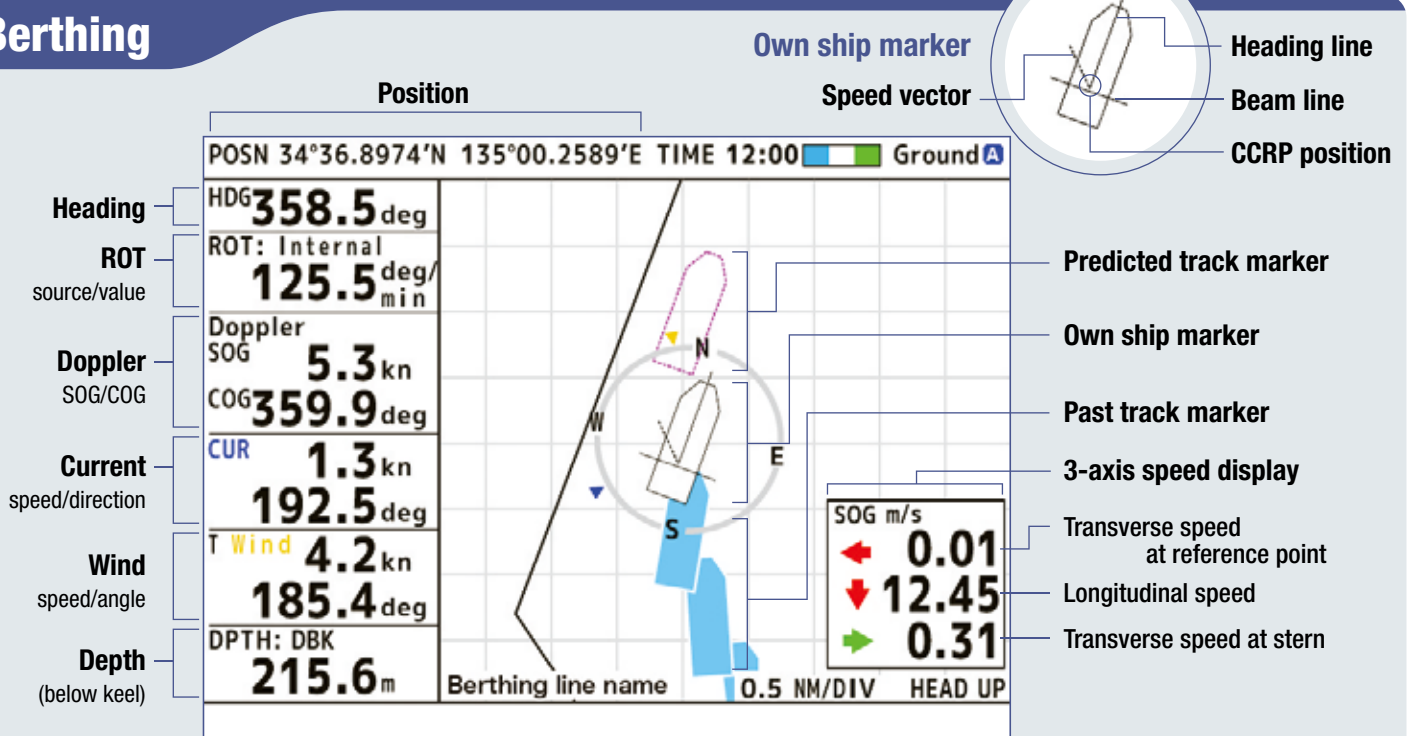 Berthing
Own ship marker
Speed vector
Heading line
Beam line
CCRP position
Position
POSN 34°36.8974'N 135°00.2589'E TIME 12:00 Ground A
Heading
HDG 358.5 deg
ROT
source/value
ROT: Internal
125.5 deg/min
Doppler
SOG/COG
Doppler
SOG 5.3 kn
COG 359.9 deg
Current
speed/direction
CUR 1.3 kn
192.5 deg
Wind
speed/angle
T Wind 4.2 kn
185.4 deg
Depth
(below keel)
DPTH: DBK
215.6 m
N
W
E
S
Berthing line name 0.5 NM/DIV HEAD UP
SOG m/s
0.01
12.45
0.31
Predicted track marker
Own ship marker
Past track marker
3-axis speed display
Transverse speed
at reference point
Longitudinal speed
Transverse speed at stern